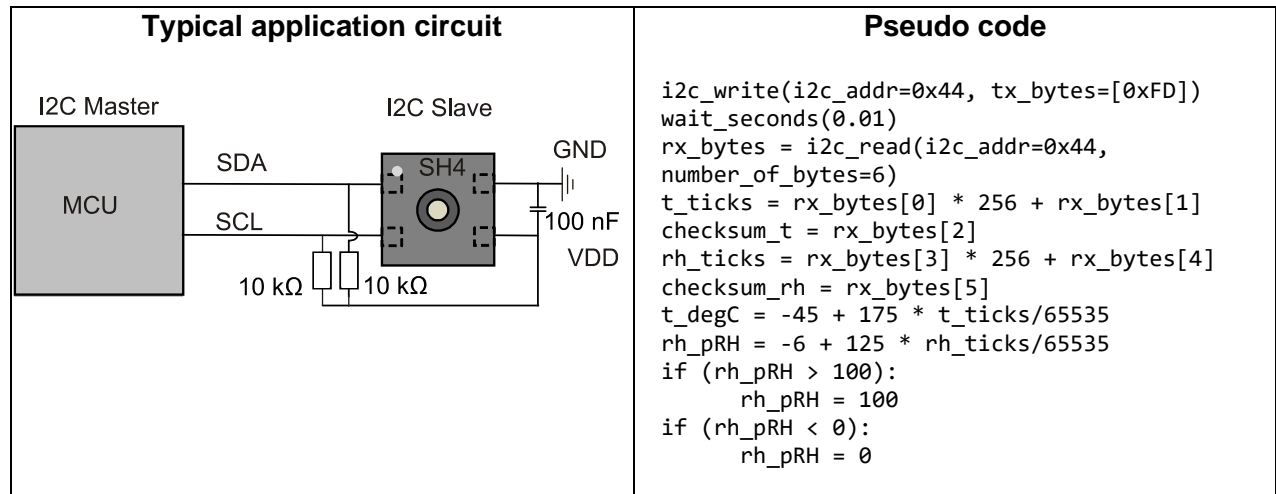 Typical application circuit
I2C Master
I2C Slave
MCU
SDA
SCL
SH4
GND
100 nF
VDD
10 kΩ
10 kΩ
Pseudo code
i2c_write(i2c_addr=0x44, tx_bytes=[0xFD])
wait_seconds(0.01)
rx_bytes = i2c_read(i2c_addr=0x44,
number_of_bytes=6)
t_ticks = rx_bytes[0] * 256 + rx_bytes[1]
checksum_t = rx_bytes[2]
rh_ticks = rx_bytes[3] * 256 + rx_bytes[4]
checksum_rh = rx_bytes[5]
t_degC = -45 + 175 * t_ticks/65535
rh_pRH = -6 + 125 * rh_ticks/65535
if (rh_pRH > 100):
rh_pRH = 100
if (rh_pRH < 0):
rh_pRH = 0